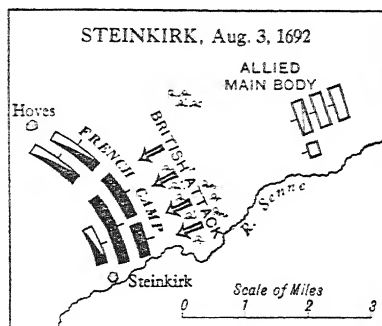 STEINKIRK, Aug. 3, 1692
ALLIED
MAIN BODY
Hoves
FRENCH CAMP
BRITISH ATTACK
R. Senne
Steinkirk
Scale of Miles
0 1 2 3